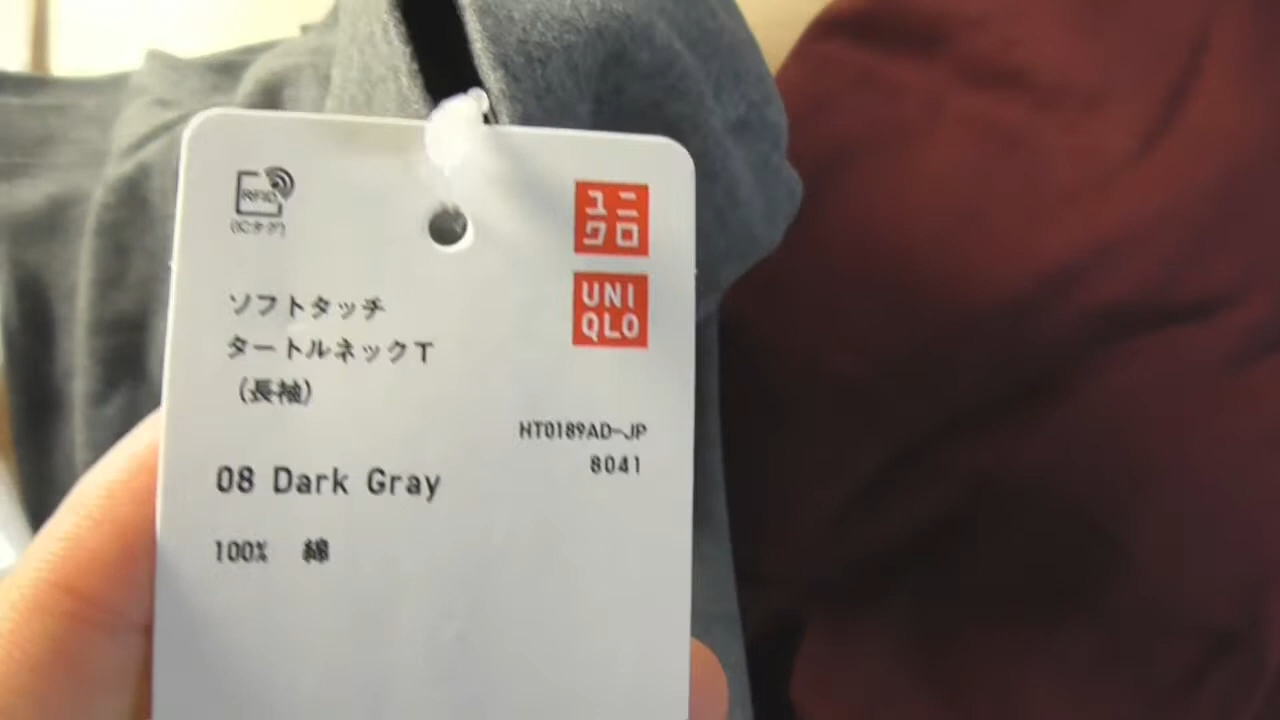 RFID
(ICタグ)
ユニ
クロ
UNI
QLO
ソフトタッチ
タートルネックT
(長袖)
HT0189AD-JP
8041
08 Dark Gray
100% 綿